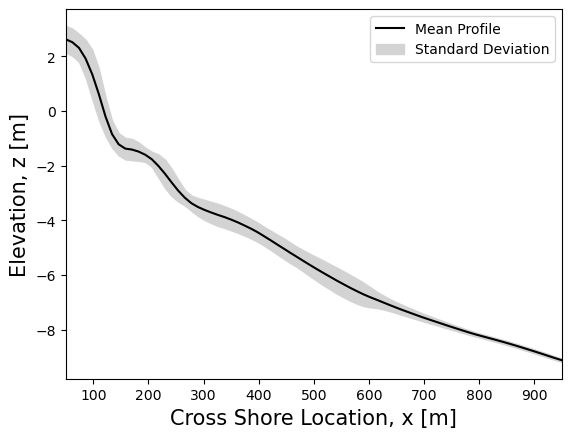 Mean Profile
Standard Deviation
2
0
−2
−4
−6
−8
Elevation, z [m]
100 200 300 400 500 600 700 800 900
Cross Shore Location, x [m]